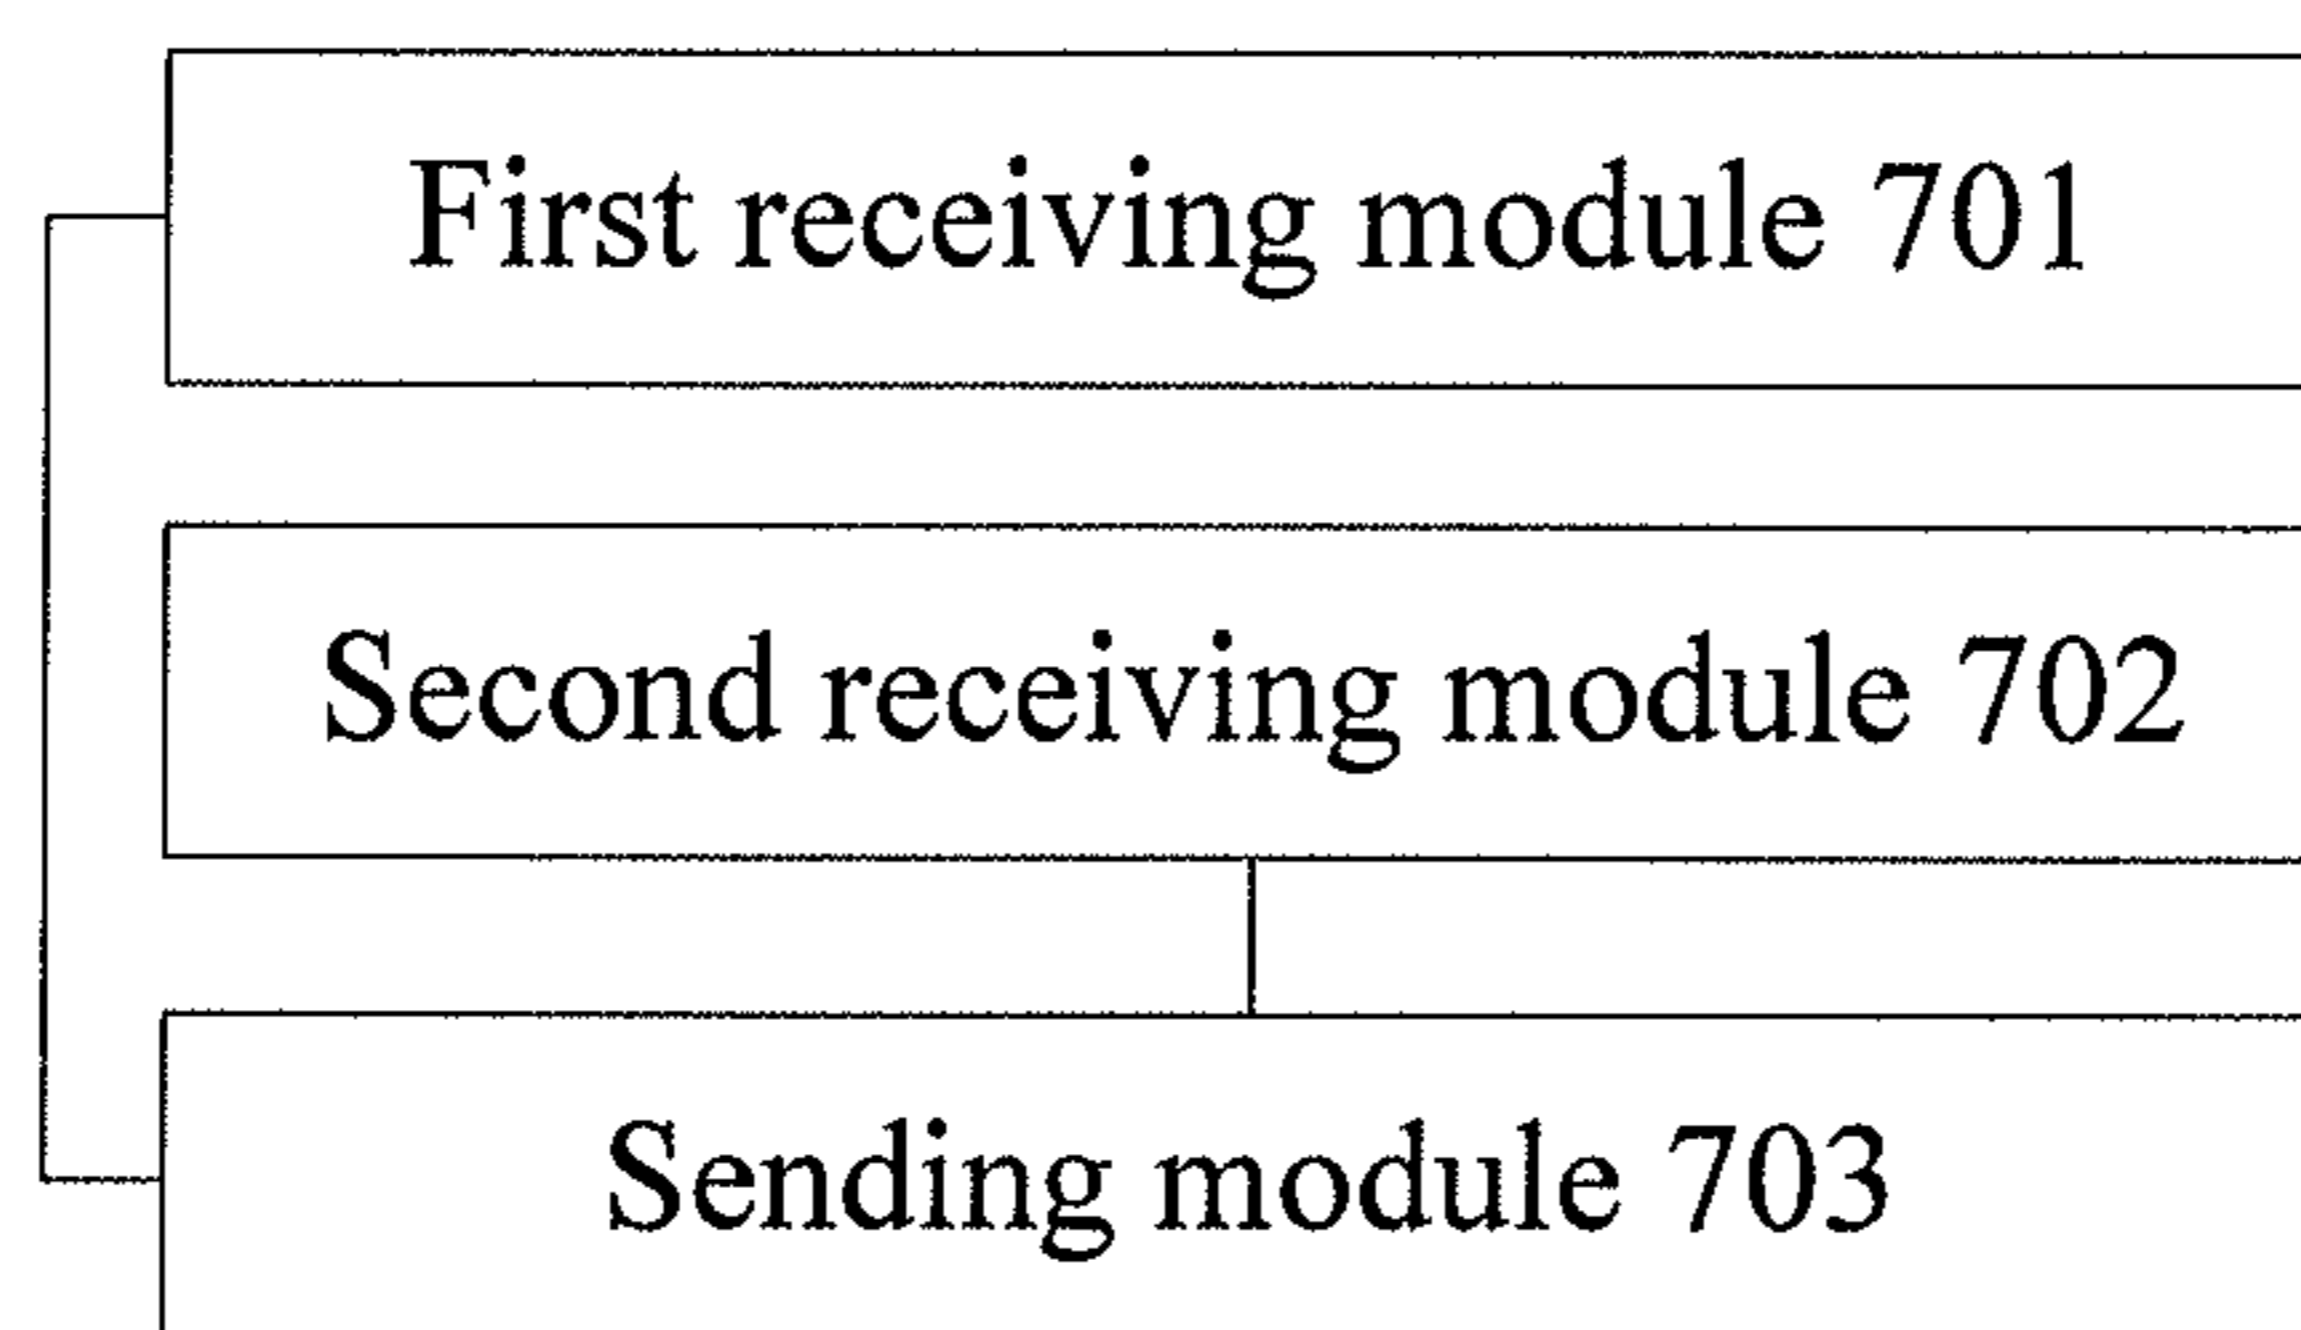 First receiving module 701
Second receiving module 702
Sending module 703